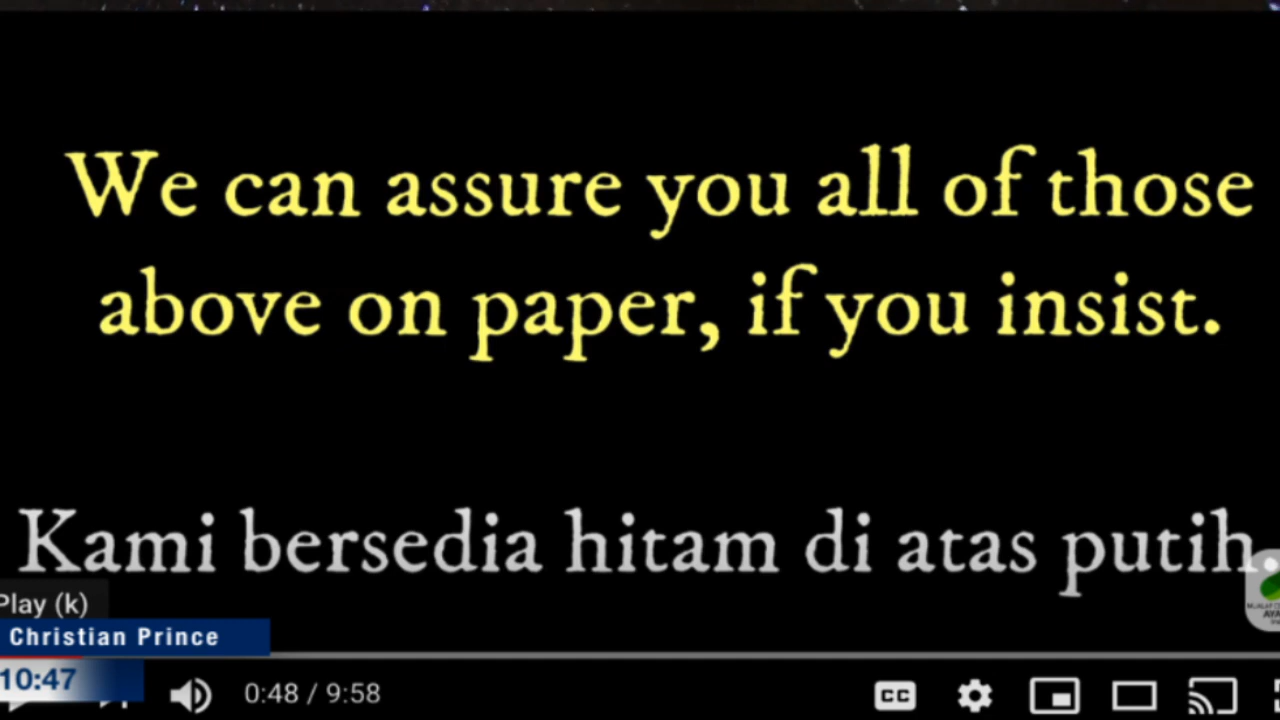 We can assure you all of those
above on paper, if you insist.
Kami bersedia hitam di atas putih.
Play (k)
Christian Prince
10:47
0:48 / 9:58
CC